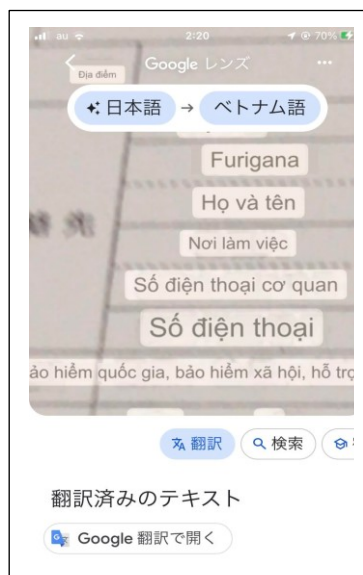 au 2:20 70%
Google レンズ
Địa điểm
日本語 → ベトナム語
Furigana
Họ và tên
Nơi làm việc
Số điện thoại cơ quan
Số điện thoại
ảo hiểm quốc gia, bảo hiểm xã hội, hỗ trợ
翻訳 検索
翻訳済みのテキスト
Google 翻訳で開く